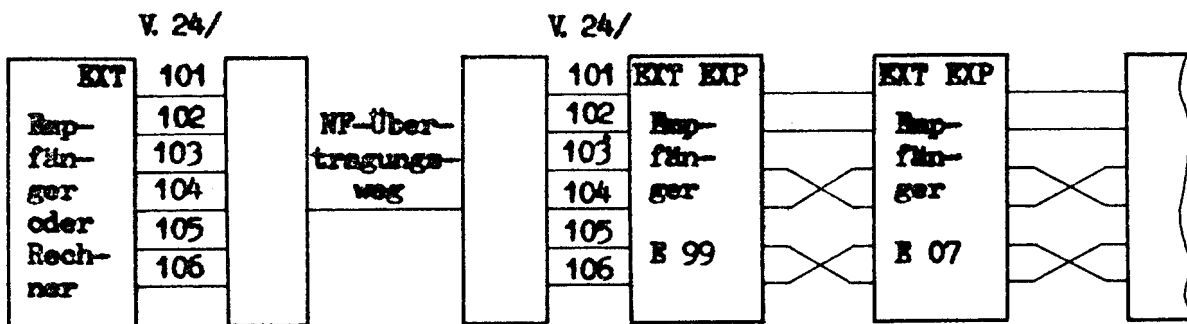 V. 24/
V. 24/
EXT
Emp-
fän-
ger
oder
Rech-
ner
101
102
103
104
105
106
NF-Über-
tragungs-
weg
101
102
103
104
105
106
EXT EXP
Emp-
fän-
ger
E 99
EXT EXP
Emp-
fän-
ger
E 07